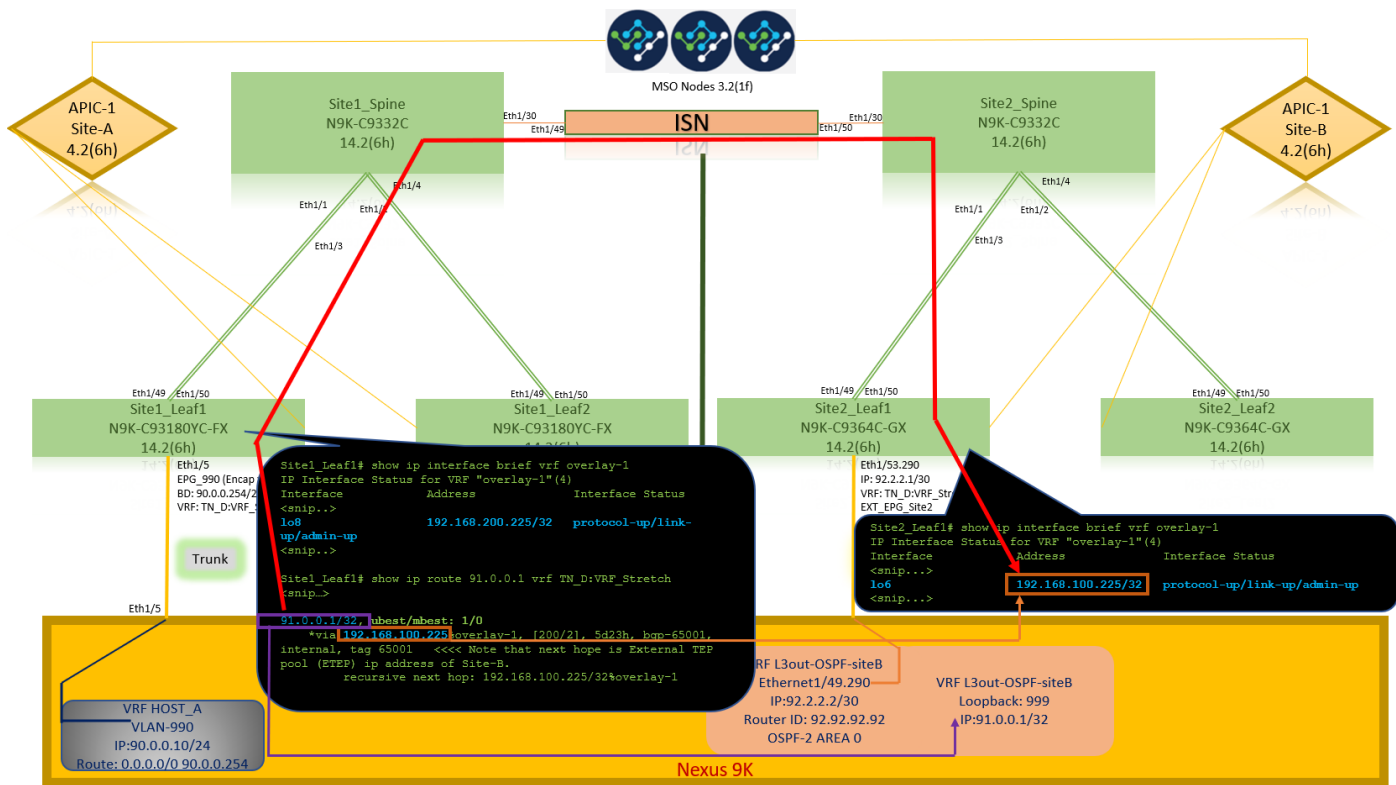 MSO Nodes 3.2(1f)
APIC-1
Site-A
4.2(6h)
Site1_Spine
N9K-C9332C
14.2(6h)
Eth1/30
Eth1/49
ISN
Eth1/30
Eth1/50
Site2_Spine
N9K-C9332C
14.2(6h)
APIC-1
Site-B
4.2(6h)
Eth1/4
Eth1/1
Eth1/3
Eth1/4
Eth1/1
Eth1/2
Eth1/3
Eth1/49 Eth1/50
Site1_Leaf1
N9K-C93180YC-FX
14.2(6h)
Eth1/49 Eth1/50
Site1_Leaf2
N9K-C93180YC-FX
14.2(6h)
Eth1/49 Eth1/50
Site2_Leaf1
N9K-C9364C-GX
14.2(6h)
Eth1/49 Eth1/50
Site2_Leaf2
N9K-C9364C-GX
14.2(6h)
Eth1/5
EPG_990 (Encap
BD: 90.0.0.254/2
VRF: TN_D:VRF_S
Trunk
Eth1/5
Site1_Leaf1# show ip interface brief vrf overlay-1
IP Interface Status for VRF "overlay-1"(4)
Interface Address Interface Status
<snip..>
lo8 192.168.200.225/32 protocol-up/link-
up/admin-up
<snip..>
Site1_Leaf1# show ip route 91.0.0.1 vrf TN_D:VRF_Stretch
<snip…>
91.0.0.1/32, ubest/mbest: 1/0
*via 192.168.100.225%overlay-1, [200/2], 5d23h, bgp-65001,
internal, tag 65001 <<<< Note that next hope is External TEP
pool (ETEP) ip address of Site-B.
recursive next hop: 192.168.100.225/32%overlay-1
Eth1/53.290
IP: 92.2.2.1/30
VRF: TN_D:VRF_Str
EXT_EPG_Site2
Site2_Leaf1# show ip interface brief vrf overlay-1
IP Interface Status for VRF "overlay-1"(4)
Interface Address Interface Status
<snip...>
lo6 192.168.100.225/32 protocol-up/link-up/admin-up
<snip...>
VRF HOST_A
VLAN-990
IP:90.0.0.10/24
Route: 0.0.0.0/0 90.0.0.254
RF L3out-OSPF-siteB
Ethernet1/49.290
IP:92.2.2.2/30
Router ID: 92.92.92.92
OSPF-2 AREA 0
VRF L3out-OSPF-siteB
Loopback: 999
IP:91.0.0.1/32
Nexus 9K